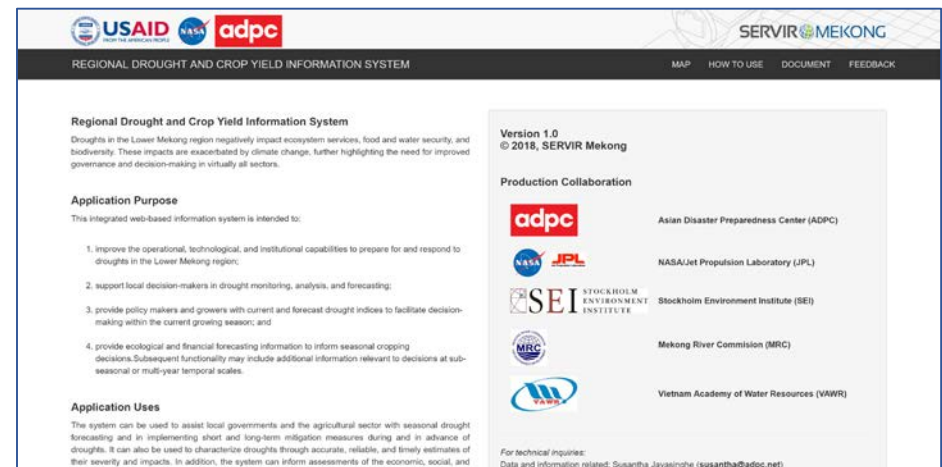 USAID
FROM THE AMERICAN PEOPLE
NASA
adpc
SERVIR MEKONG
REGIONAL DROUGHT AND CROP YIELD INFORMATION SYSTEM
MAP HOW TO USE DOCUMENT FEEDBACK
Regional Drought and Crop Yield Information System
Droughts in the Lower Mekong region negatively impact ecosystem services, food and water security, and
biodiversity. These impacts are exacerbated by climate change, further highlighting the need for improved
governance and decision-making in virtually all sectors.
Application Purpose
This integrated web-based information system is intended to:
1. improve the operational, technological, and institutional capabilities to prepare for and respond to
droughts in the Lower Mekong region;
2. support local decision-makers in drought monitoring, analysis, and forecasting;
3. provide policy makers and growers with current and forecast drought indices to facilitate decision-
making within the current growing season; and
4. provide ecological and financial forecasting information to inform seasonal cropping
decisions.Subsequent functionality may include additional information relevant to decisions at sub-
seasonal or multi-year temporal scales.
Application Uses
The system can be used to assist local governments and the agricultural sector with seasonal drought
forecasting and in implementing short and long-term mitigation measures during and in advance of
droughts. It can also be used to characterize droughts through accurate, reliable, and timely estimates of
their severity and impacts. In addition, the system can inform assessments of the economic, social, and
Version 1.0
© 2018, SERVIR Mekong
Production Collaboration
adpc
Asian Disaster Preparedness Center (ADPC)
NASA JPL
NASA/Jet Propulsion Laboratory (JPL)
SEI STOCKHOLM
ENVIRONMENT
INSTITUTE
Stockholm Environment Institute (SEI)
MRC
Mekong River Commision (MRC)
VAWR
Vietnam Academy of Water Resources (VAWR)
For technical inquiries:
Data and information related: Susantha Jayasinghe (susantha@adpc.net)